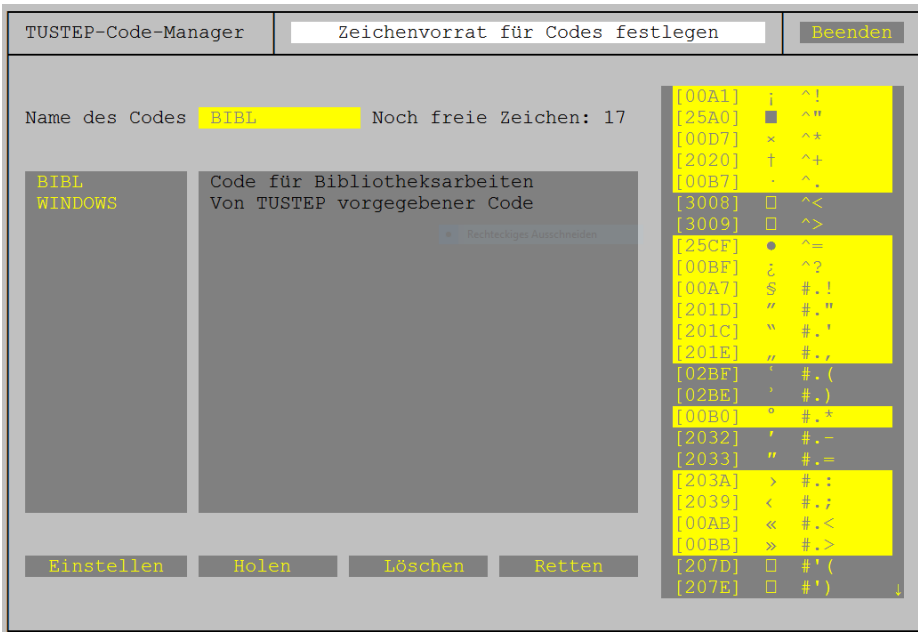 TUSTEP-Code-Manager Zeichenvorrat für Codes festlegen Beenden
Name des Codes BIBL Noch freie Zeichen: 17
BIBL Code für Bibliotheksarbeiten
WINDOWS Von TUSTEP vorgegebener Code
Rechteckiges Ausschneiden
Einstellen Holen Löschen Retten
[00A1] ¡ ^!
[25A0] ■ ^"
[00D7] × ^*
[2020] † ^+
[00B7] · ^.
[3008] □ ^<
[3009] □ ^>
[25CF] ● ^=
[00BF] ¿ ^?
[00A7] § #.!
[201D] ” #."
[201C] “ #.'
[201E] „ #.,
[02BF] ʿ #.(
[02BE] ʾ #.)
[00B0] ° #.*
[2032] ′ #.-
[2033] ″ #.=
[203A] › #.:
[2039] ‹ #.;
[00AB] « #.<
[00BB] » #.>
[207D] □ #'(
[207E] □ #') ↓